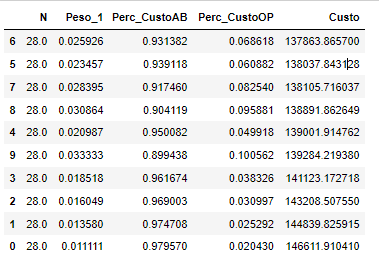 N Peso_1 Perc_CustoAB Perc_CustoOP Custo
6 28.0 0.025926 0.931382 0.068618 137863.865700
5 28.0 0.023457 0.939118 0.060882 138037.843128
7 28.0 0.028395 0.917460 0.082540 138105.716037
8 28.0 0.030864 0.904119 0.095881 138891.862649
4 28.0 0.020987 0.950082 0.049918 139001.914762
9 28.0 0.033333 0.899438 0.100562 139284.219380
3 28.0 0.018518 0.961674 0.038326 141123.172718
2 28.0 0.016049 0.969003 0.030997 143208.507550
1 28.0 0.013580 0.974708 0.025292 144839.825915
0 28.0 0.011111 0.979570 0.020430 146611.910410